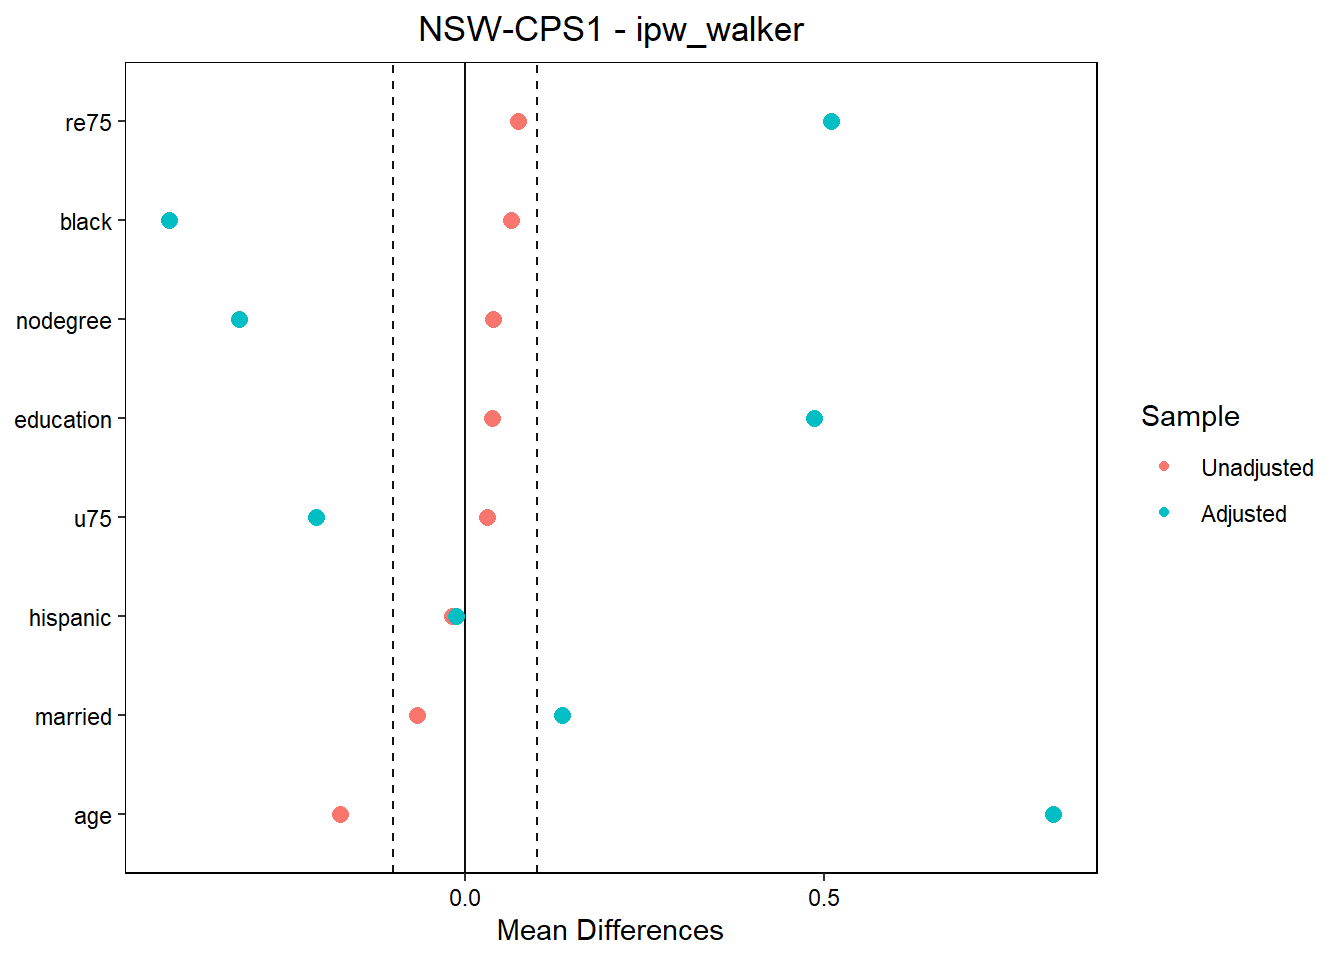 NSW-CPS1 - ipw_walker
re75
black
nodegree
education
u75
hispanic
married
age
0.0
0.5
Mean Differences
Sample
Unadjusted
Adjusted